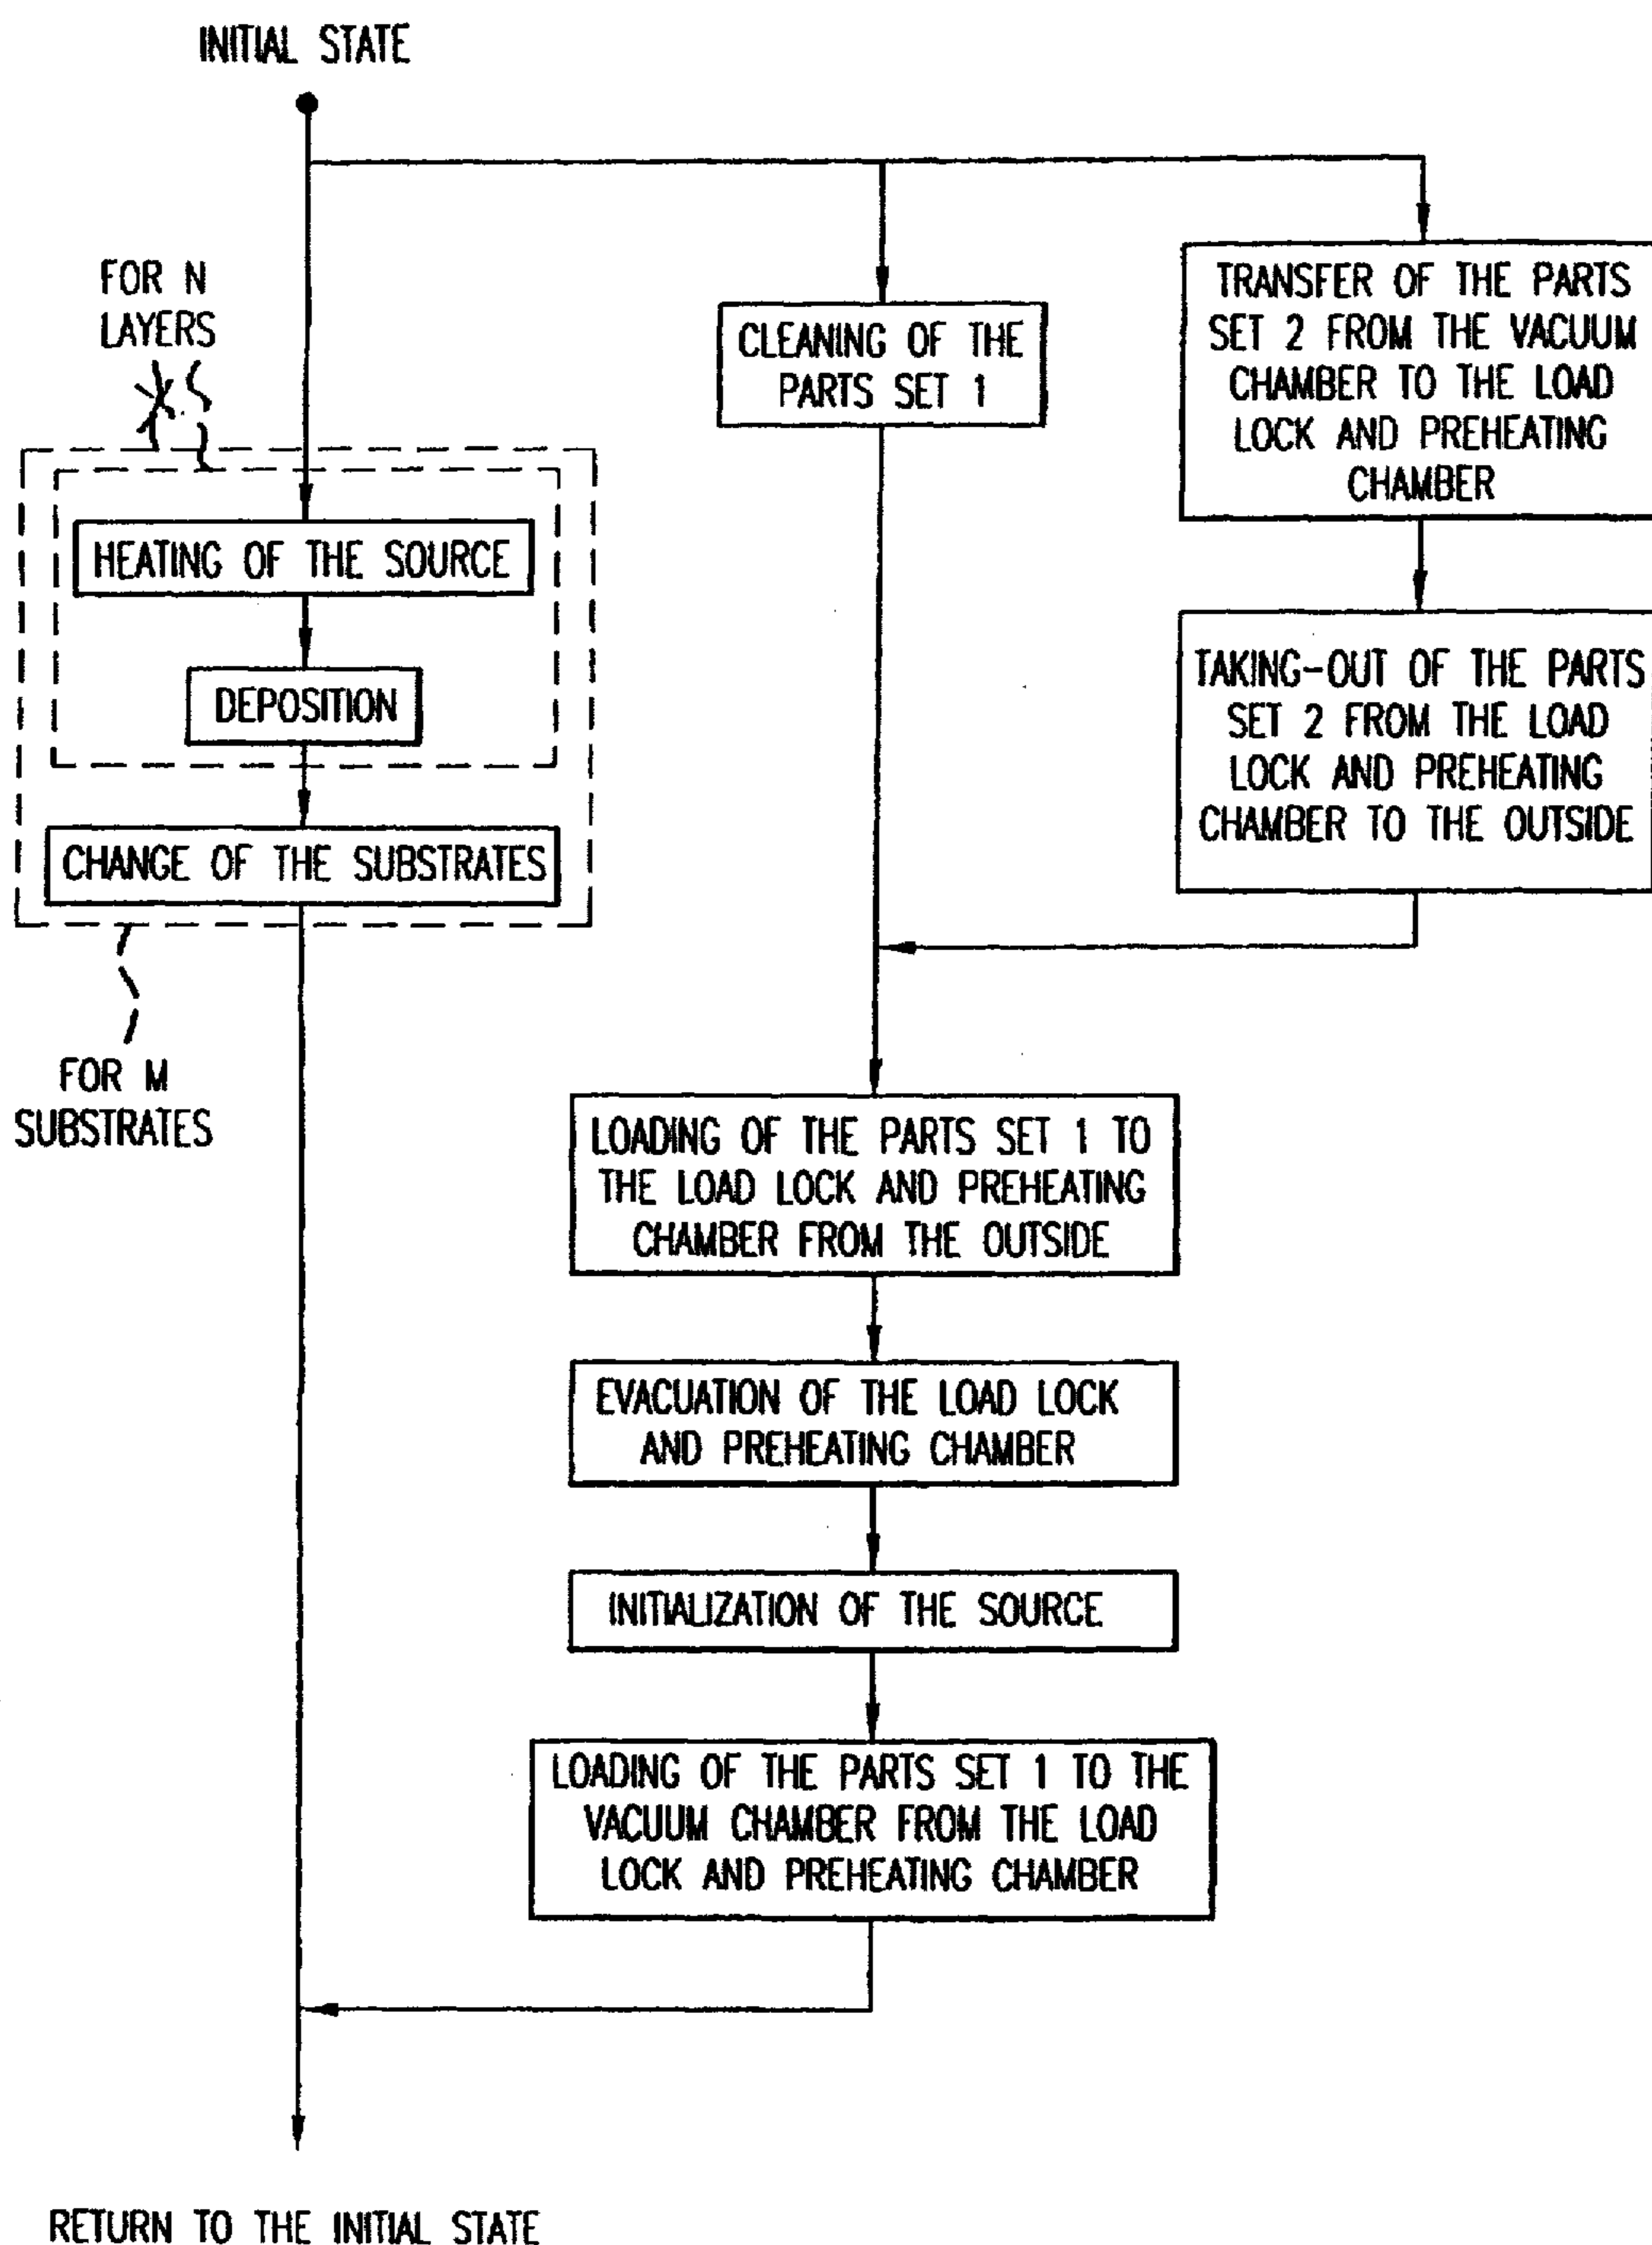 INITIAL STATE
FOR N
LAYERS
CLEANING OF THE
PARTS SET 1
TRANSFER OF THE PARTS
SET 2 FROM THE VACUUM
CHAMBER TO THE LOAD
LOCK AND PREHEATING
CHAMBER
HEATING OF THE SOURCE
DEPOSITION
CHANGE OF THE SUBSTRATES
TAKING-OUT OF THE PARTS
SET 2 FROM THE LOAD
LOCK AND PREHEATING
CHAMBER TO THE OUTSIDE
FOR M
SUBSTRATES
LOADING OF THE PARTS SET 1 TO
THE LOAD LOCK AND PREHEATING
CHAMBER FROM THE OUTSIDE
EVACUATION OF THE LOAD LOCK
AND PREHEATING CHAMBER
INITIALIZATION OF THE SOURCE
LOADING OF THE PARTS SET 1 TO THE
VACUUM CHAMBER FROM THE LOAD
LOCK AND PREHEATING CHAMBER
RETURN TO THE INITIAL STATE